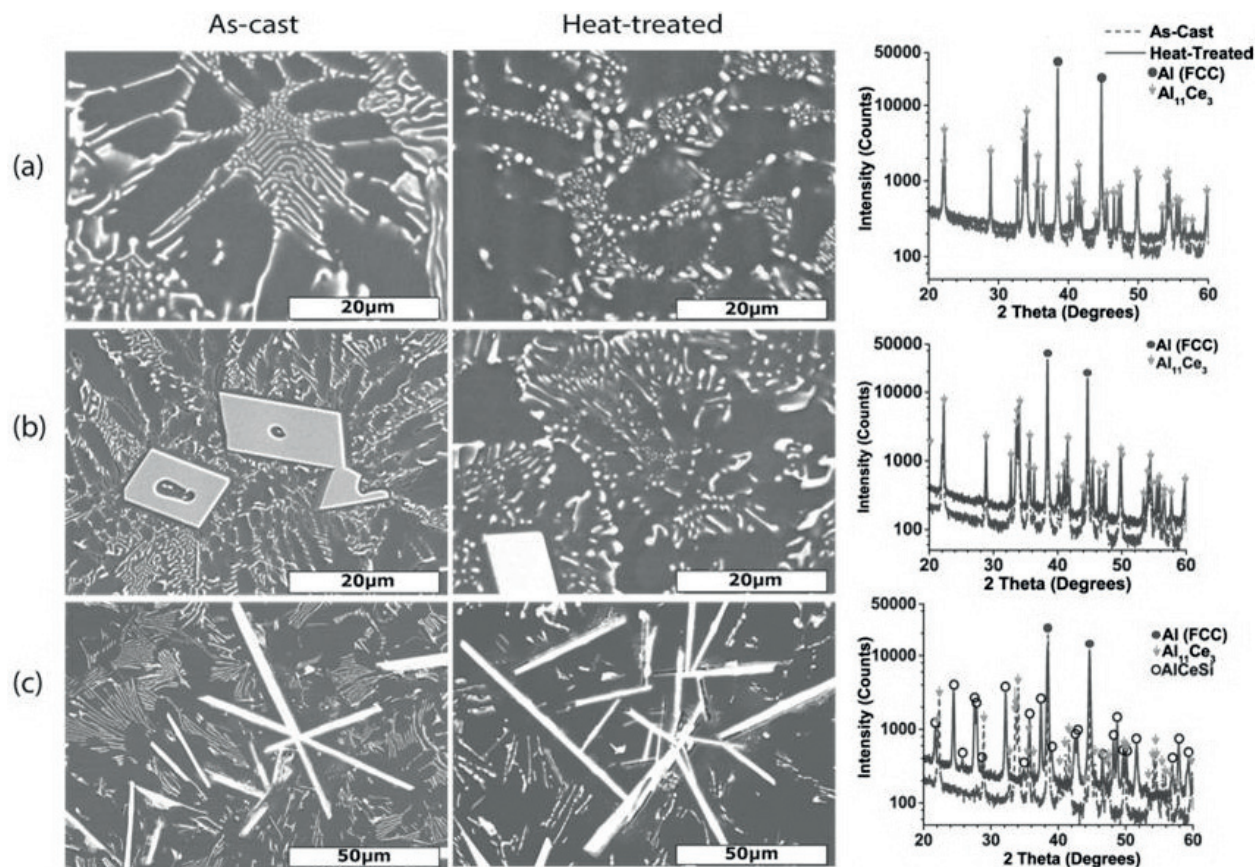 As-cast
Heat-treated
As-Cast
Heat-Treated
Al (FCC)
Al11Ce3
Intensity (Counts)
50000
10000
1000
100
20
30
40
50
60
2 Theta (Degrees)
(a)
20µm
20µm
Al (FCC)
Al11Ce3
Intensity (Counts)
50000
10000
1000
100
20
30
40
50
60
2 Theta (Degrees)
(b)
20µm
20µm
Al (FCC)
Al11Ce3
AlCeSi
Intensity (Counts)
50000
10000
1000
100
20
30
40
50
60
2 Theta (Degrees)
(c)
50µm
50µm